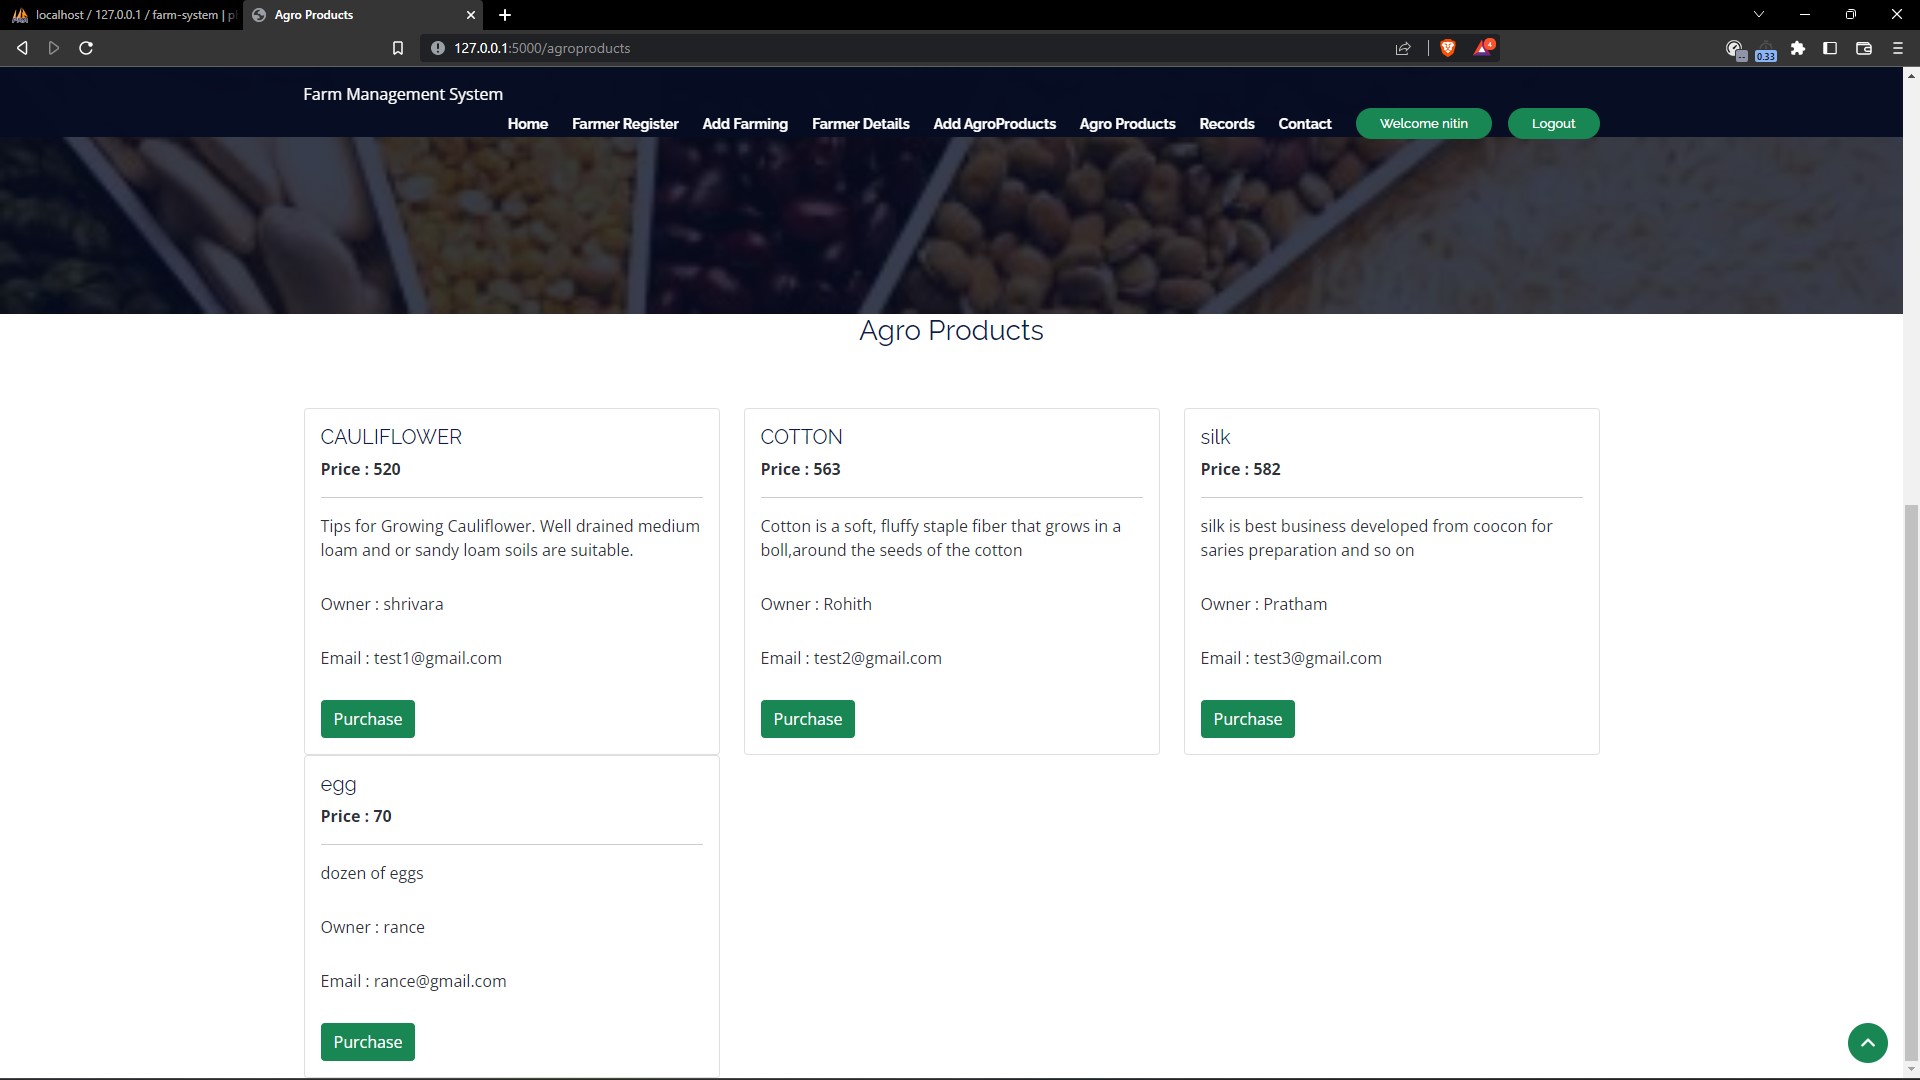 localhost / 127.0.0.1 / farm-system |
Agro Products
127.0.0.1:5000/agroproducts
4
0.33
Farm Management System
Home Farmer Register Add Farming Farmer Details Add AgroProducts Agro Products Records Contact Welcome nitin Logout
Agro Products
CAULIFLOWER
Price : 520
Tips for Growing Cauliflower. Well drained medium
loam and or sandy loam soils are suitable.
Owner : shrivara
Email : test1@gmail.com
Purchase
COTTON
Price : 563
Cotton is a soft, fluffy staple fiber that grows in a
boll,around the seeds of the cotton
Owner : Rohith
Email : test2@gmail.com
Purchase
silk
Price : 582
silk is best business developed from coocon for
saries preparation and so on
Owner : Pratham
Email : test3@gmail.com
Purchase
egg
Price : 70
dozen of eggs
Owner : rance
Email : rance@gmail.com
Purchase